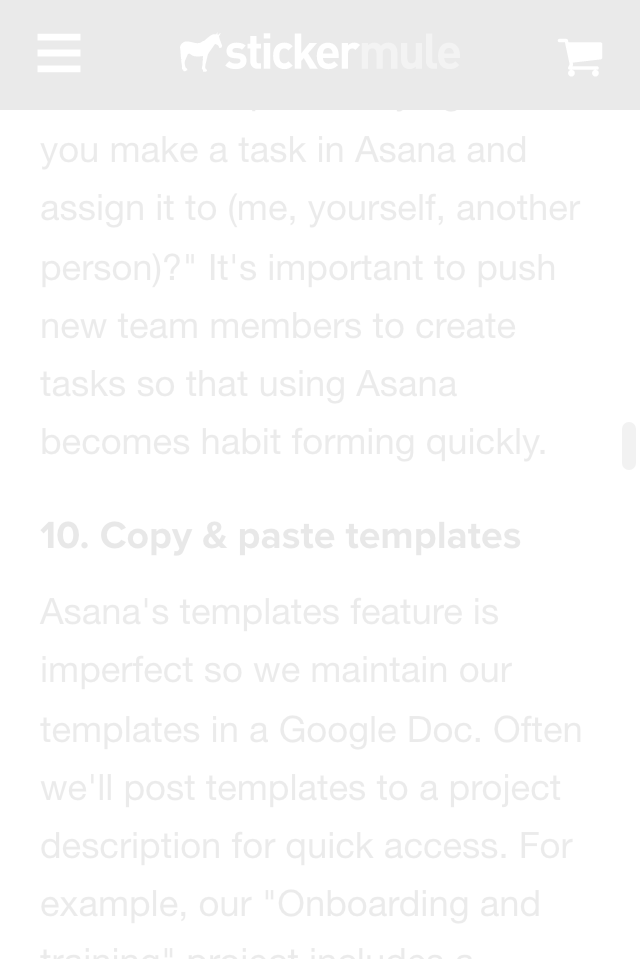 stickermule
you make a task in Asana and
assign it to (me, yourself, another
person)?" It's important to push
new team members to create
tasks so that using Asana
becomes habit forming quickly.
10. Copy & paste templates
Asana's templates feature is
imperfect so we maintain our
templates in a Google Doc. Often
we'll post templates to a project
description for quick access. For
example, our "Onboarding and
training" project includes a